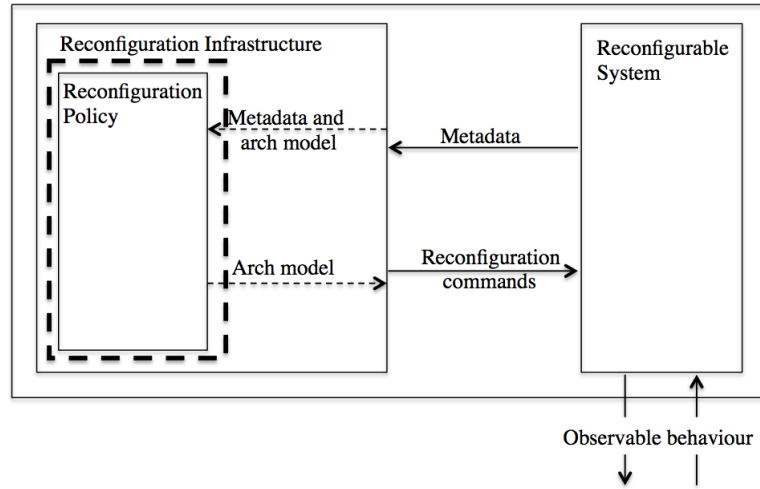 Reconfiguration Infrastructure
Reconfigurable
System
Reconfiguration
Policy
Metadata and
arch model
Metadata
Arch model
Reconfiguration
commands
Observable behaviour